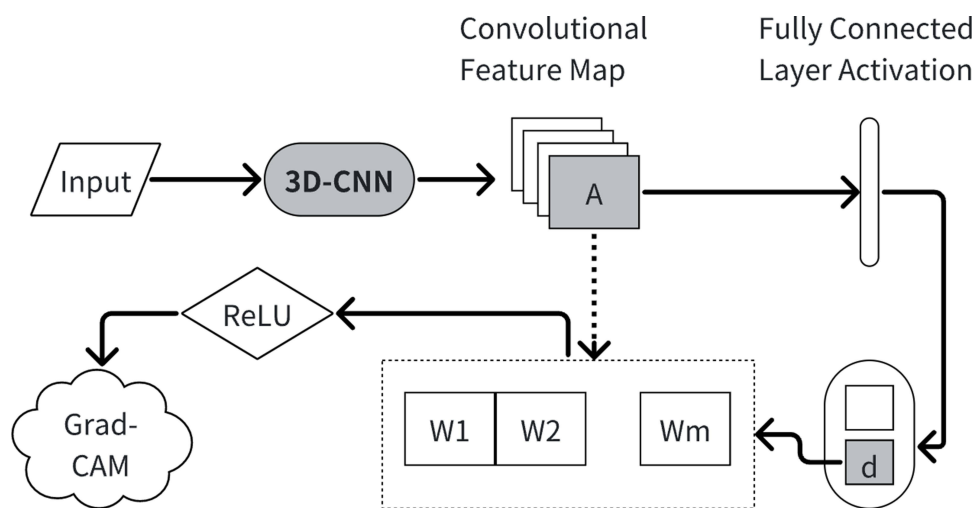 Convolutional
Feature Map
Fully Connected
Layer Activation
Input
3D-CNN
A
ReLU
Grad-
CAM
W1
W2
Wm
d